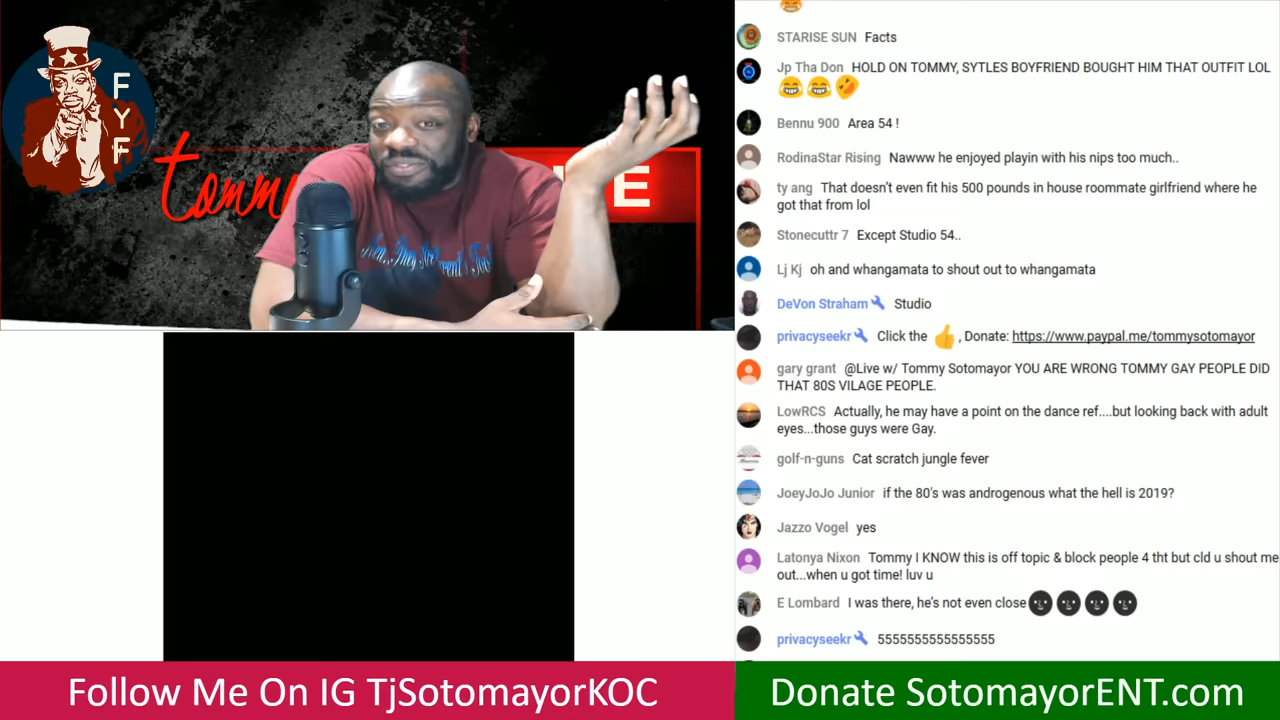 FYF
tommy
E
Men..They Are
ent's Too!
STARISE SUN Facts
Jp Tha Don HOLD ON TOMMY, SYTLES BOYFRIEND BOUGHT HIM THAT OUTFIT LOL
Bennu 900 Area 54 !
RodinaStar Rising Nawww he enjoyed playin with his nips too much..
ty ang That doesn't even fit his 500 pounds in house roommate girlfriend where he
got that from lol
Stonecuttr 7 Except Studio 54..
Lj Kj oh and whangamata to shout out to whangamata
DeVon Straham Studio
privacyseekr Click the 👍, Donate: https://www.paypal.me/tommysotomayor
gary grant @Live w/ Tommy Sotomayor YOU ARE WRONG TOMMY GAY PEOPLE DID
THAT 80S VILAGE PEOPLE.
LowRCS Actually, he may have a point on the dance ref....but looking back with adult
eyes...those guys were Gay.
golf-n-guns Cat scratch jungle fever
JoeyJoJo Junior if the 80's was androgenous what the hell is 2019?
Jazzo Vogel yes
Latonya Nixon Tommy I KNOW this is off topic & block people 4 tht but cld u shout me
out...when u got time! luv u
E Lombard I was there, he's not even close
privacyseekr 5555555555555555
Follow Me On IG TjSotomayorKOC
Donate SotomayorENT.com